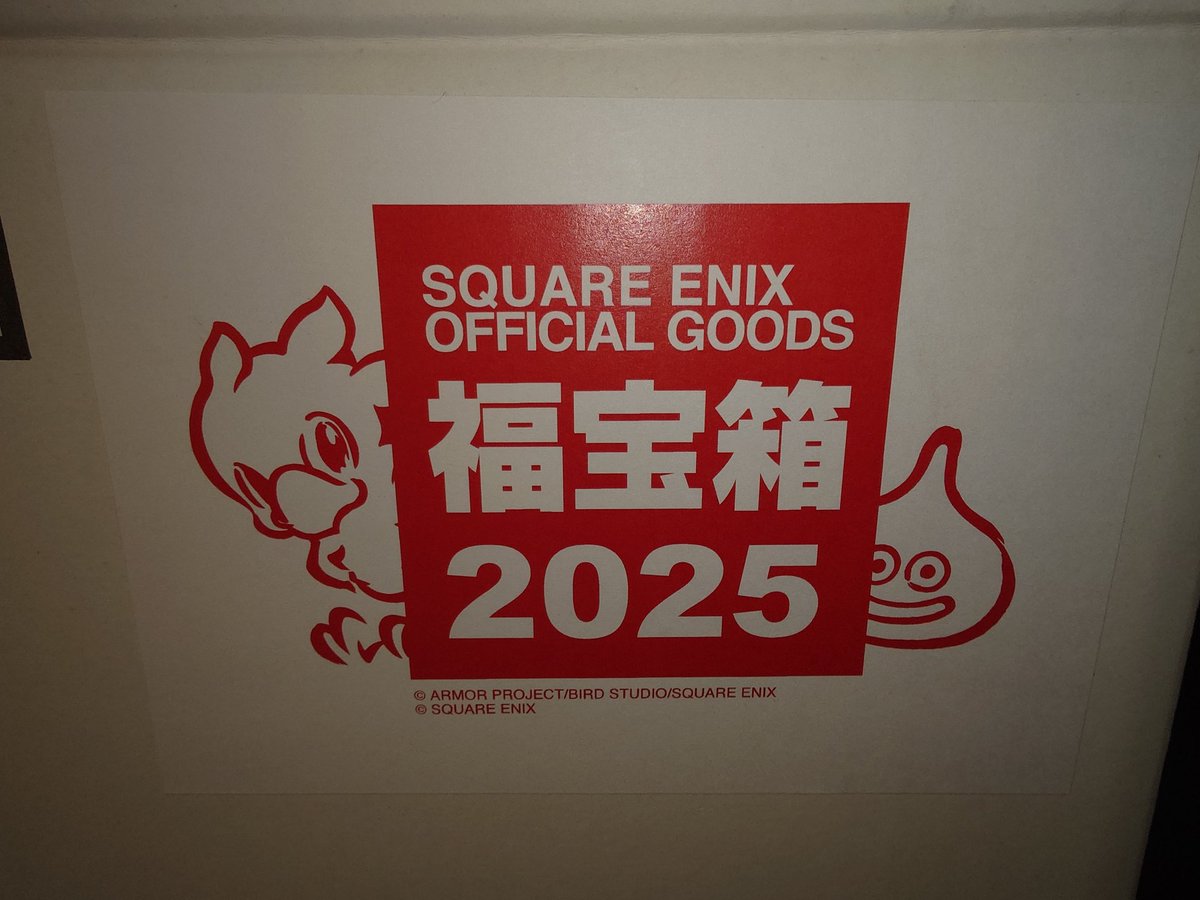 SQUARE ENIX
OFFICIAL GOODS
福宝箱
2025
© ARMOR PROJECT/BIRD STUDIO/SQUARE ENIX
© SQUARE ENIX